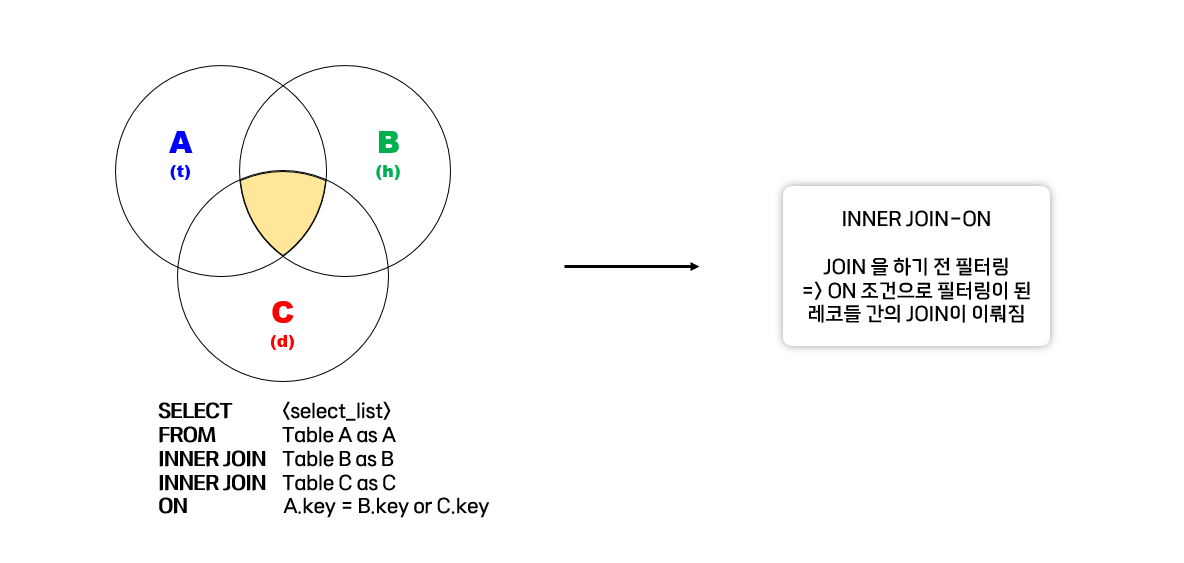 A
(t)
B
(h)
C
(d)
SELECT <select_list>
FROM Table A as A
INNER JOIN Table B as B
INNER JOIN Table C as C
ON A.key = B.key or C.key
INNER JOIN-ON
JOIN 을 하기 전 필터링
=> ON 조건으로 필터링이 된
레코들 간의 JOIN이 이뤄짐